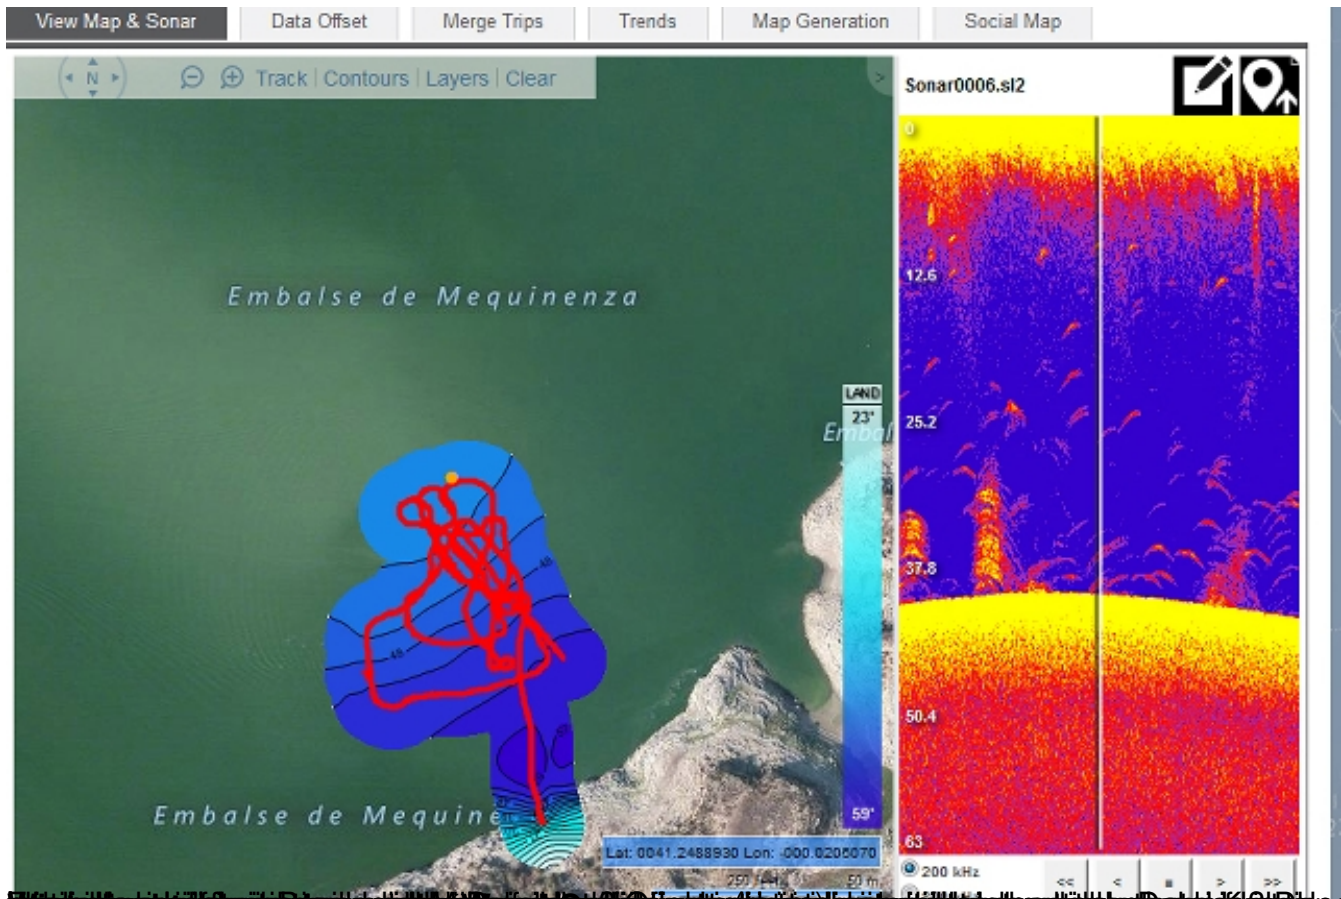 View Map & Sonar
Data Offset
Merge Trips
Trends
Map Generation
Social Map
N
Track | Contours | Layers | Clear
>
Sonar0006.sl2
0
12.6
25.2
37.8
50.4
63
Embalse de Mequinenza
LAND
23'
Embal
48
48
59'
Embalse de Mequine
Lat: 0041.2488930 Lon: -000.0206070
50 m
200 kHz
<<
<
>
>>